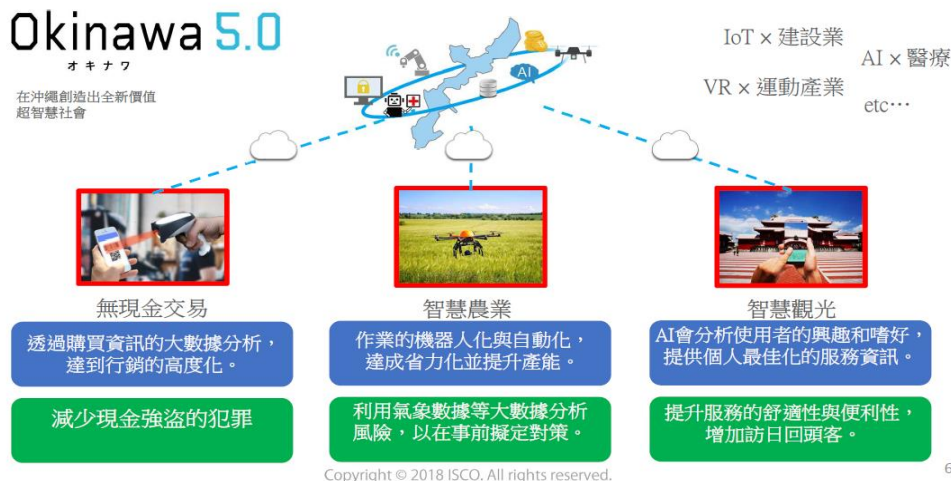 Okinawa 5.0
オキナワ
在沖繩創造出全新價值
超智慧社會
AI
IoT × 建設業
AI × 醫療
VR × 運動產業
etc⋯
無現金交易
透過購買資訊的大數據分析，
達到行銷的高度化。
減少現金強盜的犯罪
智慧農業
作業的機器人化與自動化，
達成省力化並提升產能。
利用氣象數據等大數據分析
風險，以在事前擬定對策。
智慧觀光
AI會分析使用者的興趣和嗜好，
提供個人最佳化的服務資訊。
提升服務的舒適性與便利性，
增加訪日回頭客。
Copyright © 2018 ISCO. All rights reserved.
6